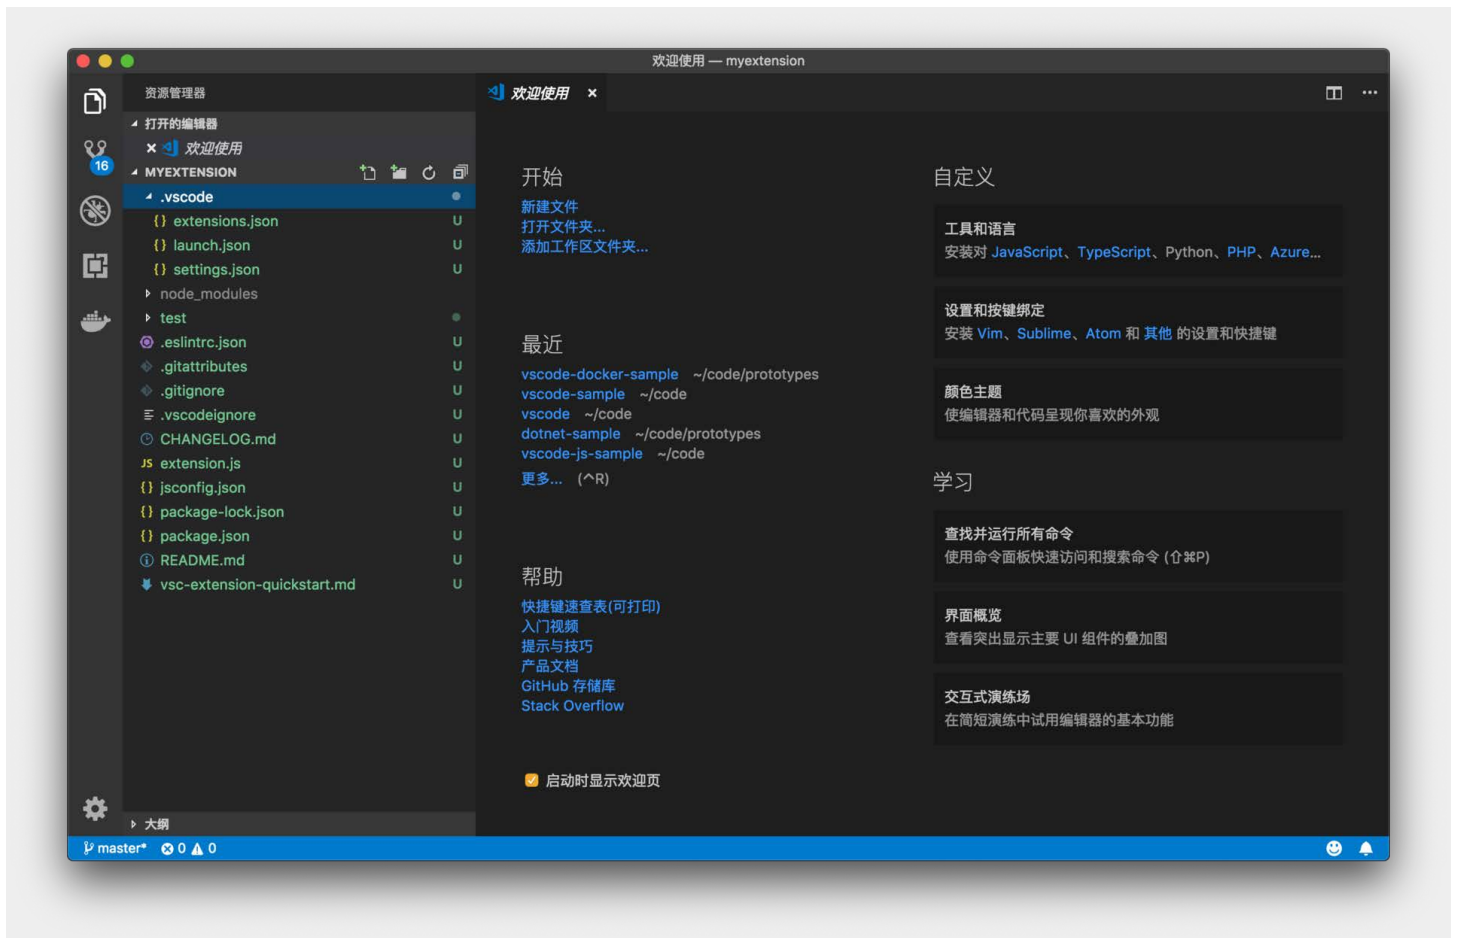 欢迎使用 — myextension
资源管理器
打开的编辑器
欢迎使用
MYEXTENSION
.vscode
{} extensions.json U
{} launch.json U
{} settings.json U
node_modules
test
.eslintrc.json U
.gitattributes U
.gitignore U
.vscodeignore U
CHANGELOG.md U
JS extension.js U
{} jsconfig.json U
{} package-lock.json U
{} package.json U
README.md U
vsc-extension-quickstart.md U
大纲
16
欢迎使用
开始
新建文件
打开文件夹...
添加工作区文件夹...
最近
vscode-docker-sample ~/code/prototypes
vscode-sample ~/code
vscode ~/code
dotnet-sample ~/code/prototypes
vscode-js-sample ~/code
更多... (^R)
帮助
快捷键速查表(可打印)
入门视频
提示与技巧
产品文档
GitHub 存储库
Stack Overflow
启动时显示欢迎页
自定义
工具和语言
安装对 JavaScript、TypeScript、Python、PHP、Azure...
设置和按键绑定
安装 Vim、Sublime、Atom 和 其他 的设置和快捷键
颜色主题
使编辑器和代码呈现你喜欢的外观
学习
查找并运行所有命令
使用命令面板快速访问和搜索命令 (⇧⌘P)
界面概览
查看突出显示主要 UI 组件的叠加图
交互式演练场
在简短演练中试用编辑器的基本功能
master* 0 0